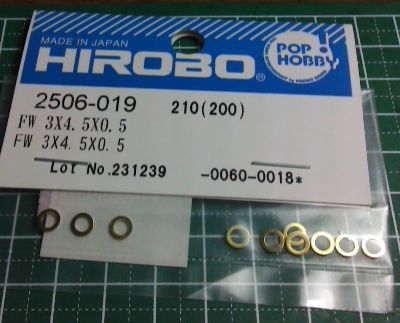 MADE IN JAPAN
HIROBO®
POP
HOBBY
2506-019 210(200)
FW 3X4.5X0.5
FW 3X4.5X0.5
Lot No.231239 -0060-0018*